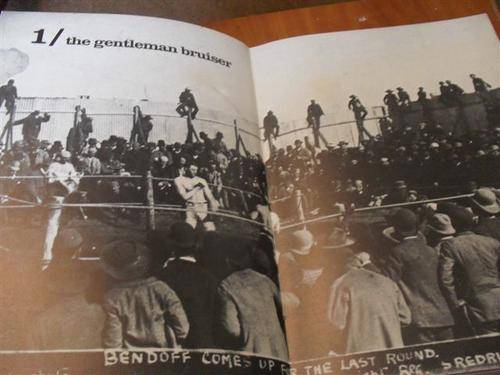 1/ the gentleman bruiser
BENDOFF COMES UP FOR THE LAST ROUND.